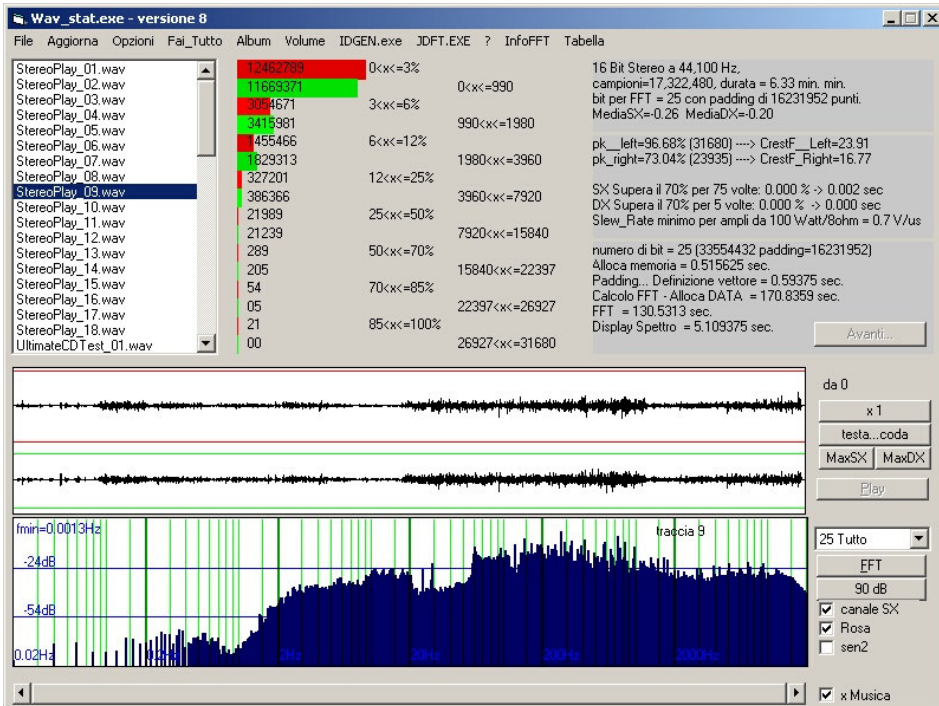 Wav_stat.exe - versione 8
File Aggiorna Opzioni Fai_Tutto Album Volume IDGEN.exe JDFT.EXE ? InfoFFT Tabella
StereoPlay_01.wav
StereoPlay_02.wav
StereoPlay_03.wav
StereoPlay_04.wav
StereoPlay_05.wav
StereoPlay_06.wav
StereoPlay_07.wav
StereoPlay_08.wav
StereoPlay_09.wav
StereoPlay_10.wav
StereoPlay_11.wav
StereoPlay_12.wav
StereoPlay_13.wav
StereoPlay_14.wav
StereoPlay_15.wav
StereoPlay_16.wav
StereoPlay_17.wav
StereoPlay_18.wav
UltimateCDTest_01.wav
12462789 0<x<=3%
11669371 0<x<=990
3054671 3<x<=6%
3415981 990<x<=1980
1455466 6<x<=12%
1829313 1980<x<=3960
327201 12<x<=25%
386366 3960<x<=7920
21989 25<x<=50%
21239 7920<x<=15840
289 50<x<=70%
205 15840<x<=22397
54 70<x<=85%
05 22397<x<=26927
21 85<x<=100%
00 26927<x<=31680
16 Bit Stereo a 44,100 Hz,
campioni=17,322,480, durata = 6.33 min. min.
bit per FFT = 25 con padding di 16231952 punti.
MediaSX=-0.26 MediaDX=-0.20
pk__left=96.68% (31680) ----> CrestF__Left=23.91
pk_right=73.04% (23935) ----> CrestF_Right=16.77
SX Supera il 70% per 75 volte: 0.000 % -> 0.002 sec
DX Supera il 70% per 5 volte: 0.000 % -> 0.000 sec
Slew_Rate minimo per ampli da 100 Watt/8ohm = 0.7 V/us
numero di bit = 25 (33554432 padding=16231952)
Alloca memoria = 0.515625 sec.
Padding... Definizione vettore = 0.59375 sec.
Calcolo FFT - Alloca DATA = 170.8359 sec.
FFT = 130.5313 sec.
Display Spettro = 5.109375 sec.
Avanti...
da 0
x 1
testa...coda
MaxSX MaxDX
Play
fmin=0.0013Hz
traccia 9
-24dB
-54dB
0.02Hz 0.2Hz 2Hz 20Hz 200Hz 2000Hz
25 Tutto
FFT
90 dB
canale SX
Rosa
sen2
x Musica